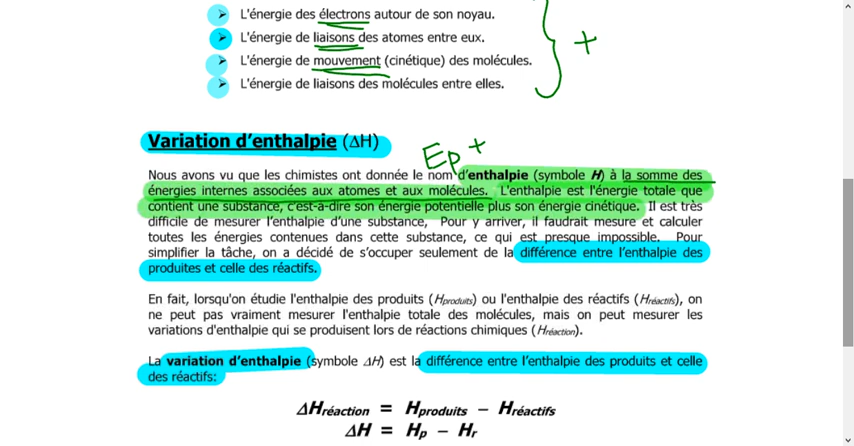 ➤ L'énergie des électrons autour de son noyau.
➤ L'énergie de liaisons des atomes entre eux.
➤ L'énergie de mouvement (cinétique) des molécules.
➤ L'énergie de liaisons des molécules entre elles.
+
Variation d'enthalpie (ΔH)
Ep +
Nous avons vu que les chimistes ont donnée le nom d'enthalpie (symbole H) à la somme des
énergies internes associées aux atomes et aux molécules. L'enthalpie est l'énergie totale que
contient une substance, c'est-à-dire son énergie potentielle plus son énergie cinétique. Il est très
difficile de mesurer l'enthalpie d'une substance, Pour y arriver, il faudrait mesure et calculer
toutes les énergies contenues dans cette substance, ce qui est presque impossible. Pour
simplifier la tâche, on a décidé de s'occuper seulement de la différence entre l'enthalpie des
produites et celle des réactifs.
En fait, lorsqu'on étudie l'enthalpie des produits (Hproduits) ou l'enthalpie des réactifs (Hréactifs), on
ne peut pas vraiment mesurer l'enthalpie totale des molécules, mais on peut mesurer les
variations d'enthalpie qui se produisent lors de réactions chimiques (Hréaction).
La variation d'enthalpie (symbole ΔH) est la différence entre l'enthalpie des produits et celle
des réactifs:
ΔHréaction = Hproduits − Hréactifs
ΔH = Hp − Hr